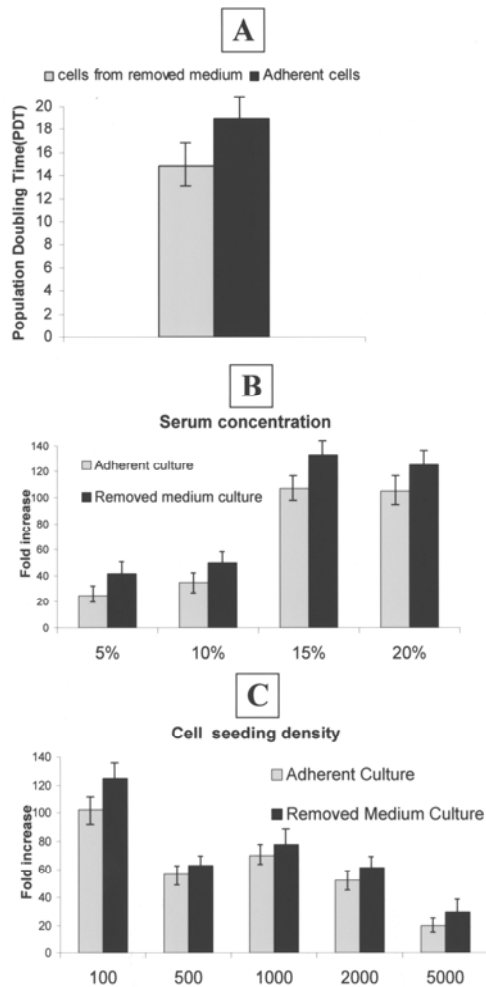 A
cells from removed medium Adherent cells
Population Doubling Time(PDT)
20
18
16
14
12
10
8
6
4
2
0
B
Serum concentration
Fold increase
140
120
100
80
60
40
20
0
Adherent culture
Removed medium culture
5% 10% 15% 20%
C
Cell seeding density
Fold increase
140
120
100
80
60
40
20
0
Adherent Culture
Removed Medium Culture
100 500 1000 2000 5000